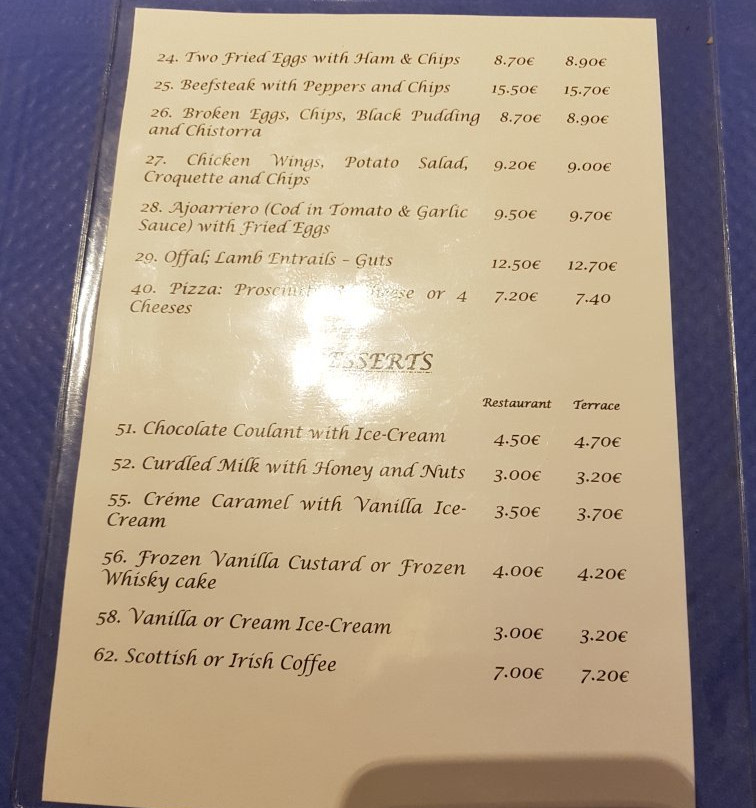 24. Two Fried Eggs with Ham & Chips 8.70€ 8.90€
25. Beefsteak with Peppers and Chips 15.50€ 15.70€
26. Broken Eggs, Chips, Black Pudding 8.70€ 8.90€
and Chistorra
27. Chicken Wings, Potato Salad, 9.20€ 9.00€
Croquette and Chips
28. Ajoarriero (Cod in Tomato & Garlic 9.50€ 9.70€
Sauce) with Fried Eggs
29. Offal; Lamb Entrails – Guts 12.50€ 12.70€
40. Pizza: or 4 7.20€ 7.40
Cheeses
DESSERTS
Restaurant Terrace
51. Chocolate Coulant with Ice-Cream 4.50€ 4.70€
52. Curdled Milk with Honey and Nuts 3.00€ 3.20€
55. Créme Caramel with Vanilla Ice- 3.50€ 3.70€
Cream
56. Frozen Vanilla Custard or Frozen 4.00€ 4.20€
Whisky cake
58. Vanilla or Cream Ice-Cream 3.00€ 3.20€
62. Scottish or Irish Coffee 7.00€ 7.20€